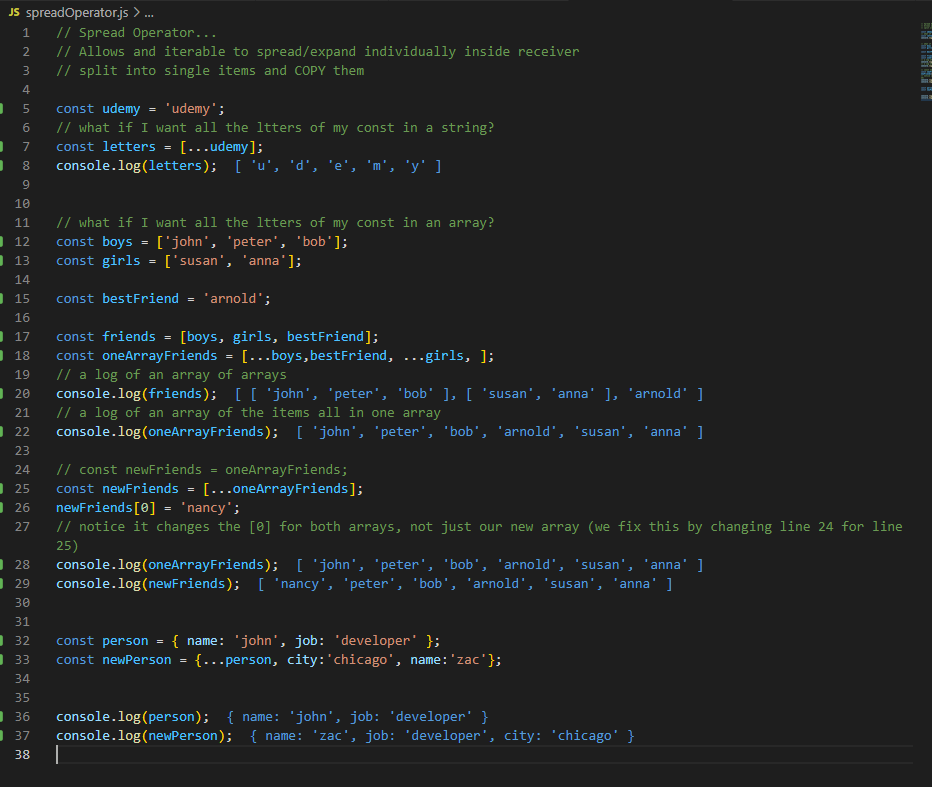 JS spreadOperator.js > ...
1 // Spread Operator...
2 // Allows and iterable to spread/expand individually inside receiver
3 // split into single items and COPY them
4
5 const udemy = 'udemy';
6 // what if I want all the ltters of my const in a string?
7 const letters = [...udemy];
8 console.log(letters); [ 'u', 'd', 'e', 'm', 'y' ]
9
10
11 // what if I want all the ltters of my const in an array?
12 const boys = ['john', 'peter', 'bob'];
13 const girls = ['susan', 'anna'];
14
15 const bestFriend = 'arnold';
16
17 const friends = [boys, girls, bestFriend];
18 const oneArrayFriends = [...boys,bestFriend, ...girls, ];
19 // a log of an array of arrays
20 console.log(friends); [ [ 'john', 'peter', 'bob' ], [ 'susan', 'anna' ], 'arnold' ]
21 // a log of an array of the items all in one array
22 console.log(oneArrayFriends); [ 'john', 'peter', 'bob', 'arnold', 'susan', 'anna' ]
23
24 // const newFriends = oneArrayFriends;
25 const newFriends = [...oneArrayFriends];
26 newFriends[0] = 'nancy';
27 // notice it changes the [0] for both arrays, not just our new array (we fix this by changing line 24 for line
25)
28 console.log(oneArrayFriends); [ 'john', 'peter', 'bob', 'arnold', 'susan', 'anna' ]
29 console.log(newFriends); [ 'nancy', 'peter', 'bob', 'arnold', 'susan', 'anna' ]
30
31
32 const person = { name: 'john', job: 'developer' };
33 const newPerson = {...person, city:'chicago', name:'zac'};
34
35
36 console.log(person); { name: 'john', job: 'developer' }
37 console.log(newPerson); { name: 'zac', job: 'developer', city: 'chicago' }
38